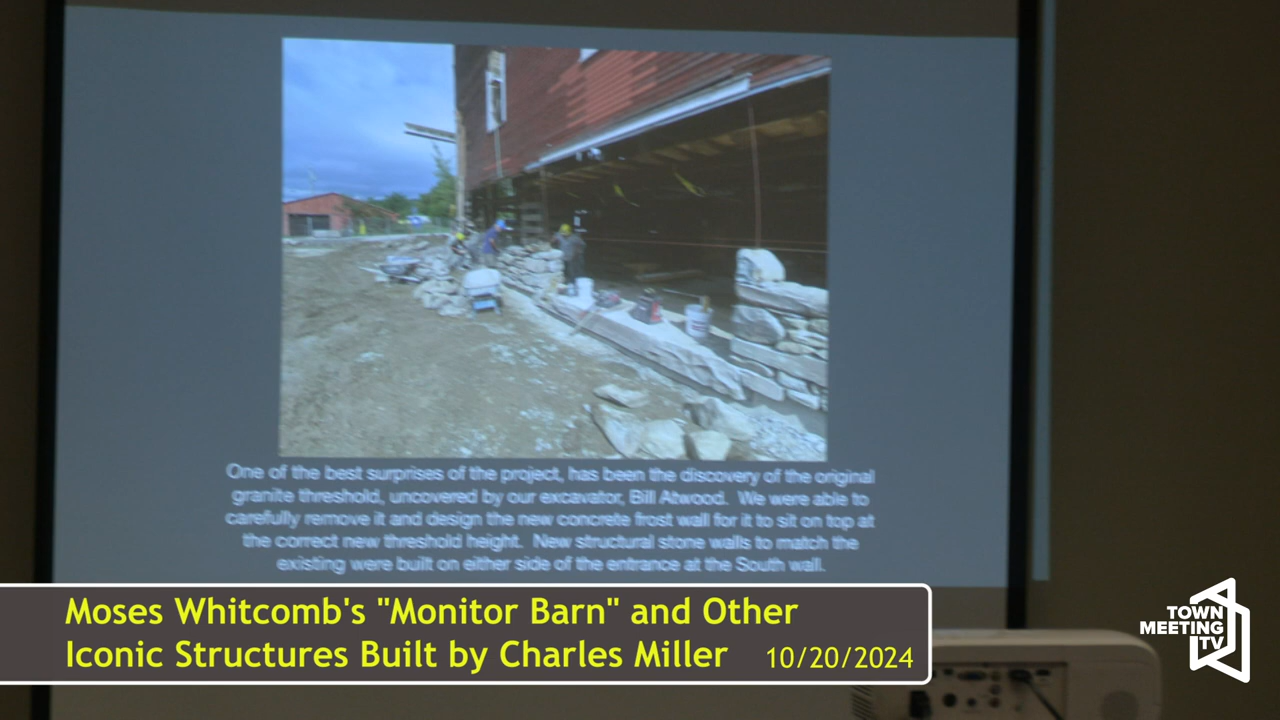 One of the best surprises of the project, has been the discovery of the original
granite threshold, uncovered by our excavator, Bill Atwood. We were able to
carefully remove it and design the new concrete frost wall for it to sit on top at
the correct new threshold height. New structural stone walls to match the
existing were built on either side of the entrance at the South wall.
Moses Whitcomb's "Monitor Barn" and Other
Iconic Structures Built by Charles Miller 10/20/2024
TOWN
MEETING
TV